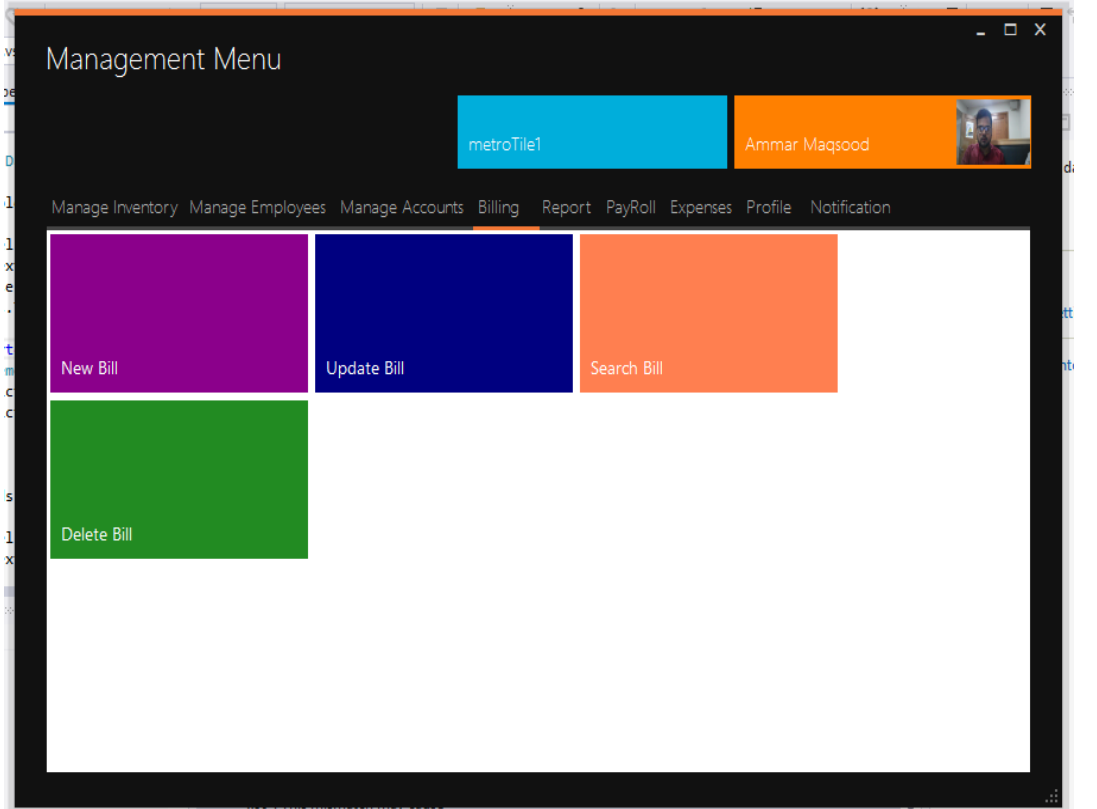 Management Menu
metroTile1
Ammar Maqsood
Manage Inventory Manage Employees Manage Accounts Billing Report PayRoll Expenses Profile Notification
New Bill
Update Bill
Search Bill
Delete Bill